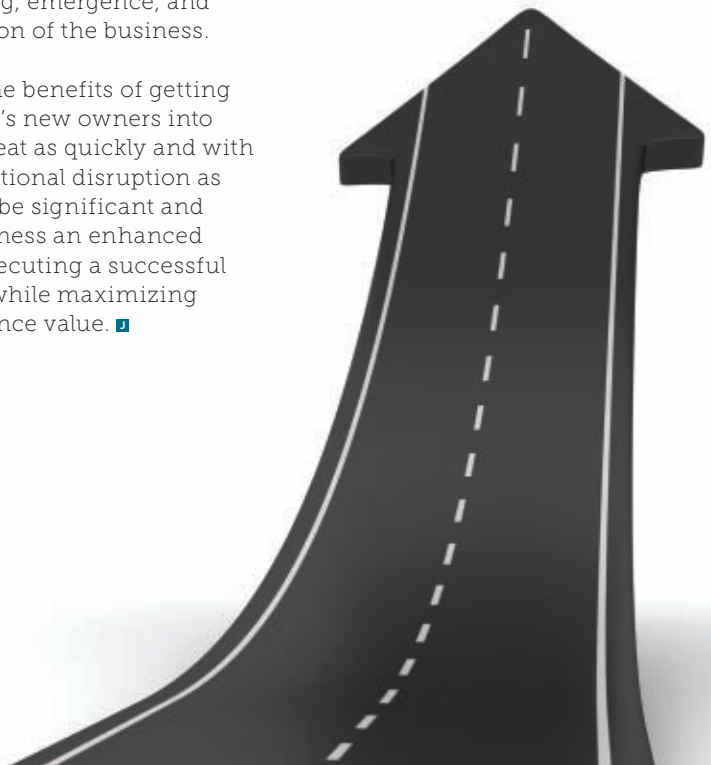 g, emergence, and
on of the business.
ne benefits of getting
's new owners into
eat as quickly and with
tional disruption as
be significant and
ness an enhanced
ecuting a successful
while maximizing
nce value. J